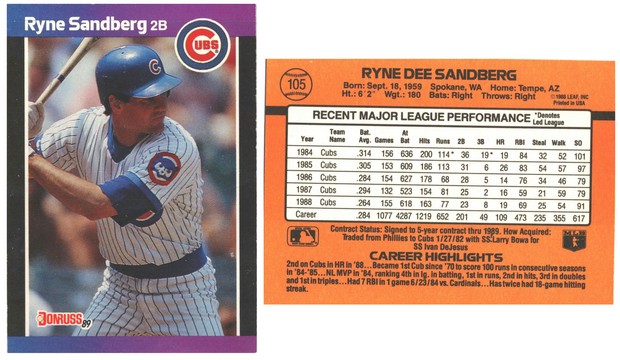 Ryne Sandberg 2B
CUBS
C
DONRUSS 89
105
RYNE DEE SANDBERG
Born: Sept. 18, 1959 Spokane, WA Home: Tempe, AZ
Ht.: 6'2" Wgt.: 180 Bats: Right Throws: Right
© 1988 LEAF, INC
Printed in USA
RECENT MAJOR LEAGUE PERFORMANCE *Denotes Led League
Year Team Name Bat. Avg. Games At Bat Hits Runs 2B 3B HR RBI Steal Walk SO
1984 Cubs .314 156 636 200 114* 36 19* 19 84 32 52 101
1985 Cubs .305 153 609 186 113 31 6 26 83 54 57 97
1986 Cubs .284 154 627 178 68 28 5 14 76 34 46 79
1987 Cubs .294 132 523 154 81 25 2 16 59 21 59 79
1988 Cubs .264 155 618 163 77 23 8 19 69 25 54 91
Career .284 1077 4287 1219 652 201 49 109 473 235 355 617
Contract Status: Signed to 5-year contract thru 1989. How Acquired:
Traded from Phillies to Cubs 1/27/82 with SS Larry Bowa for
SS Ivan DeJesus
MLB
CAREER HIGHLIGHTS
2nd on Cubs in HR in '88...Became 1st Cub since '70 to score 100 runs in consecutive seasons
in '84-'85...NL MVP in '84, ranking 4th in lg. in batting, 1st in runs, 2nd in hits, 3rd in doubles
and 1st in triples...Had 7 RBI in 1 game 6/23/84 vs. Cardinals...Has twice had 18-game hitting
streak.